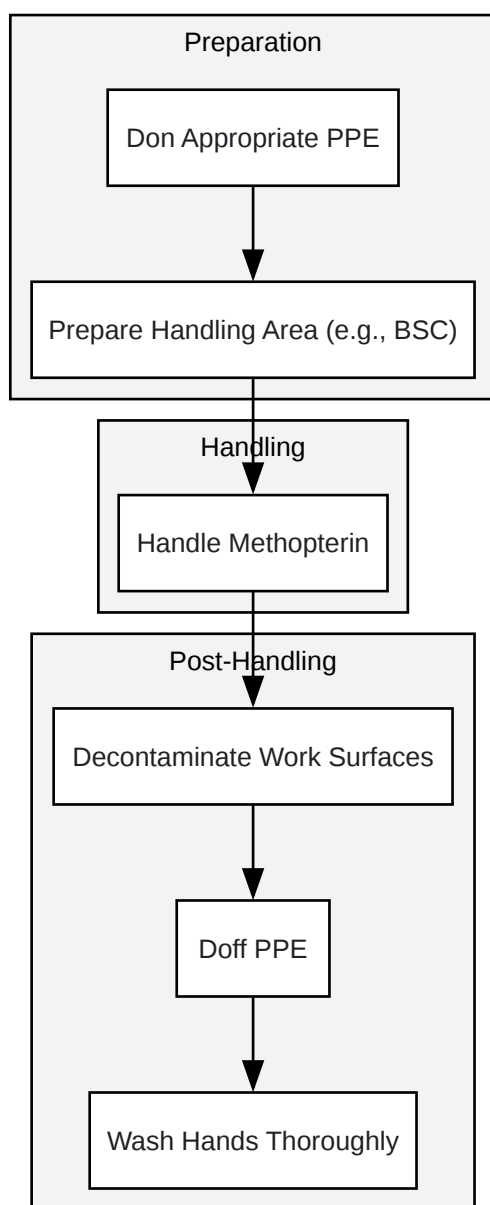 Preparation
Don Appropriate PPE
Prepare Handling Area (e.g., BSC)
Handling
Handle Methopterin
Post-Handling
Decontaminate Work Surfaces
Doff PPE
Wash Hands Thoroughly